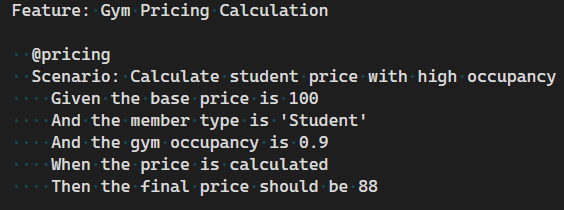 Feature: Gym Pricing Calculation
@pricing
Scenario: Calculate student price with high occupancy
Given the base price is 100
And the member type is 'Student'
And the gym occupancy is 0.9
When the price is calculated
Then the final price should be 88